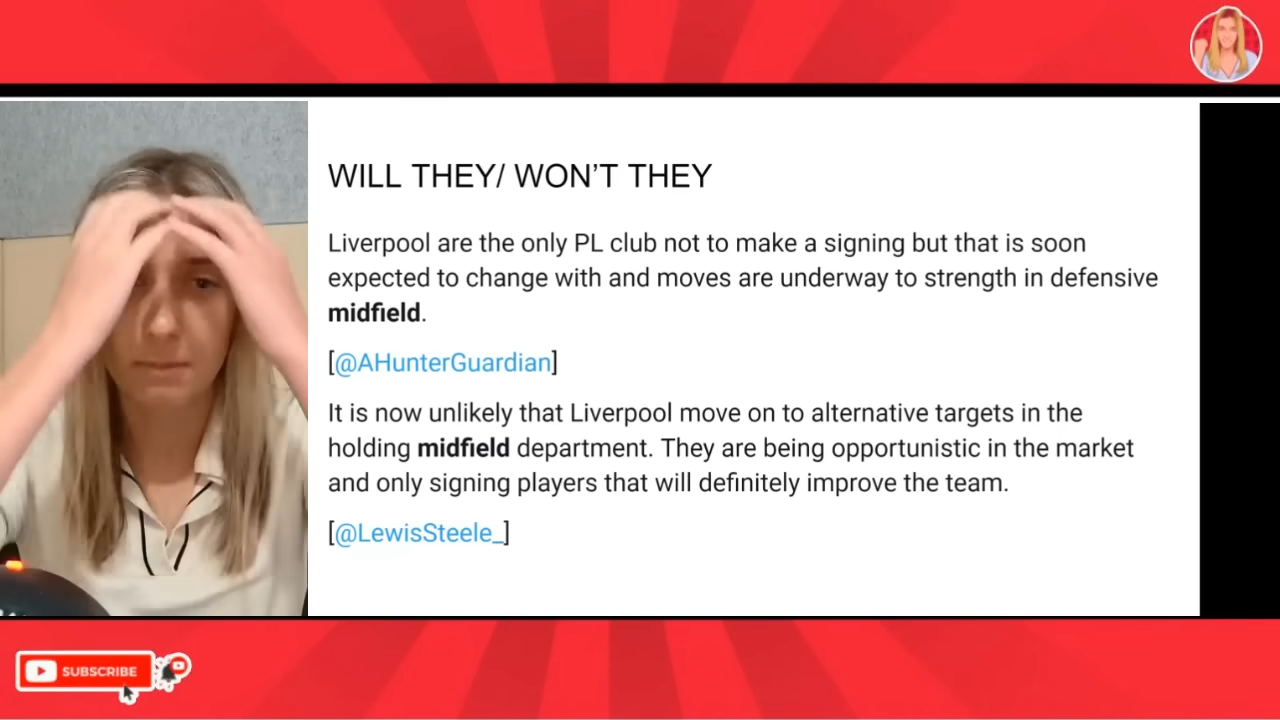 WILL THEY/ WON'T THEY
Liverpool are the only PL club not to make a signing but that is soon
expected to change with and moves are underway to strength in defensive
midfield.
[@AHunterGuardian]
It is now unlikely that Liverpool move on to alternative targets in the
holding midfield department. They are being opportunistic in the market
and only signing players that will definitely improve the team.
[@LewisSteele_]
SUBSCRIBE